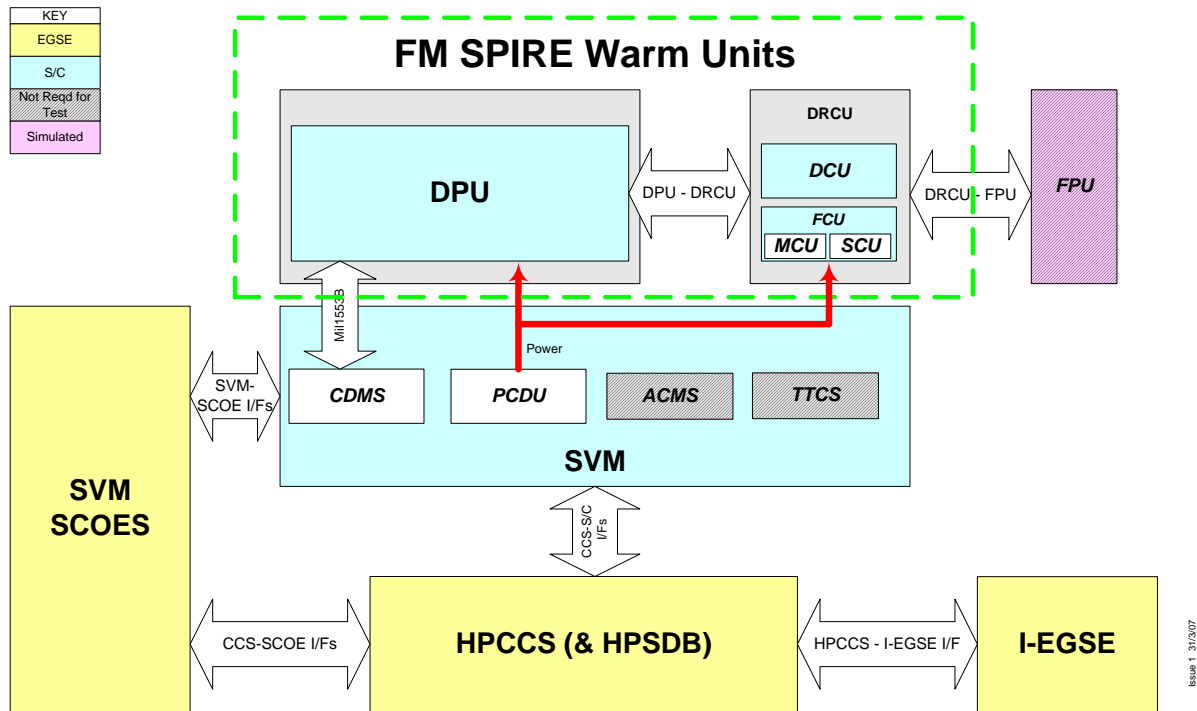 KEY
EGSE
S/C
Not Reqd for
Test
Simulated
FM SPIRE Warm Units
DPU
DPU - DRCU
DRCU
DCU
FCU
MCU
SCU
DRCU - FPU
FPU
Mil1553B
Power
SVM-
SCOE I/Fs
CDMS
PCDU
ACMS
TTCS
SVM
SVM
SCOES
CCS-S/C
I/Fs
CCS-SCOE I/Fs
HPCCS (& HPSDB)
HPCCS - I-EGSE I/F
I-EGSE
Issue 1 31/3/07